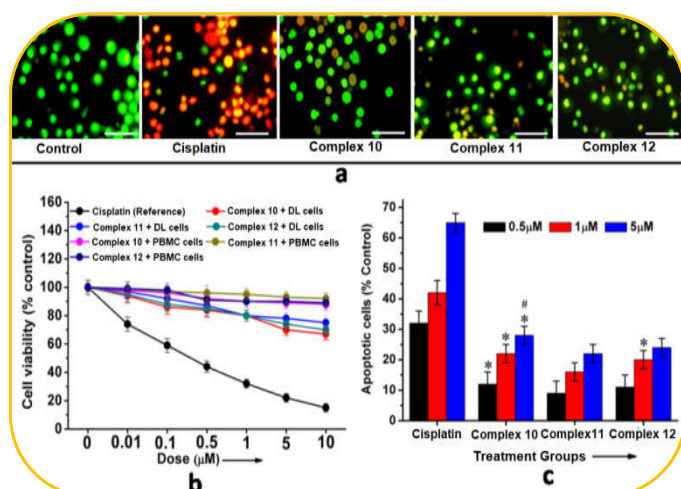 Control Cisplatin Complex 10 Complex 11 Complex 12
a
160
140
120
100
80
60
40
20
0
Cell viability (% control)
Cisplatin (Reference) Complex 10 + DL cells
Complex 11 + DL cells Complex 12 + DL cells
Complex 10 + PBMC cells Complex 11 + PBMC cells
Complex 12 + PBMC cells
0 0.01 0.1 0.5 1 5 10
Dose (μM)
b
70
60
50
40
30
20
10
0
Apoptotic cells (% Control)
0.5μM 1μM 5μM
#
* * * *
Cisplatin Complex 10 Complex11 Complex 12
Treatment Groups
c